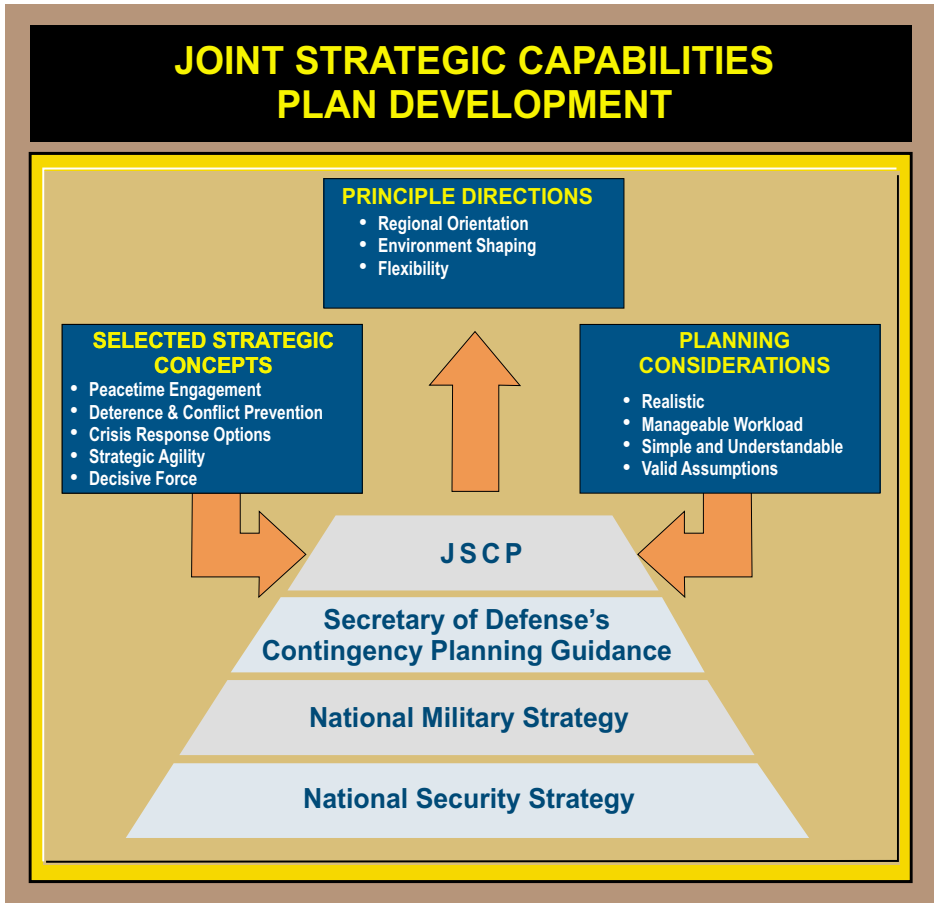 JOINT STRATEGIC CAPABILITIES
PLAN DEVELOPMENT
PRINCIPLE DIRECTIONS
• Regional Orientation
• Environment Shaping
• Flexibility
SELECTED STRATEGIC
CONCEPTS
• Peacetime Engagement
• Deterence & Conflict Prevention
• Crisis Response Options
• Strategic Agility
• Decisive Force
PLANNING
CONSIDERATIONS
• Realistic
• Manageable Workload
• Simple and Understandable
• Valid Assumptions
JSCP
Secretary of Defense's
Contingency Planning Guidance
National Military Strategy
National Security Strategy